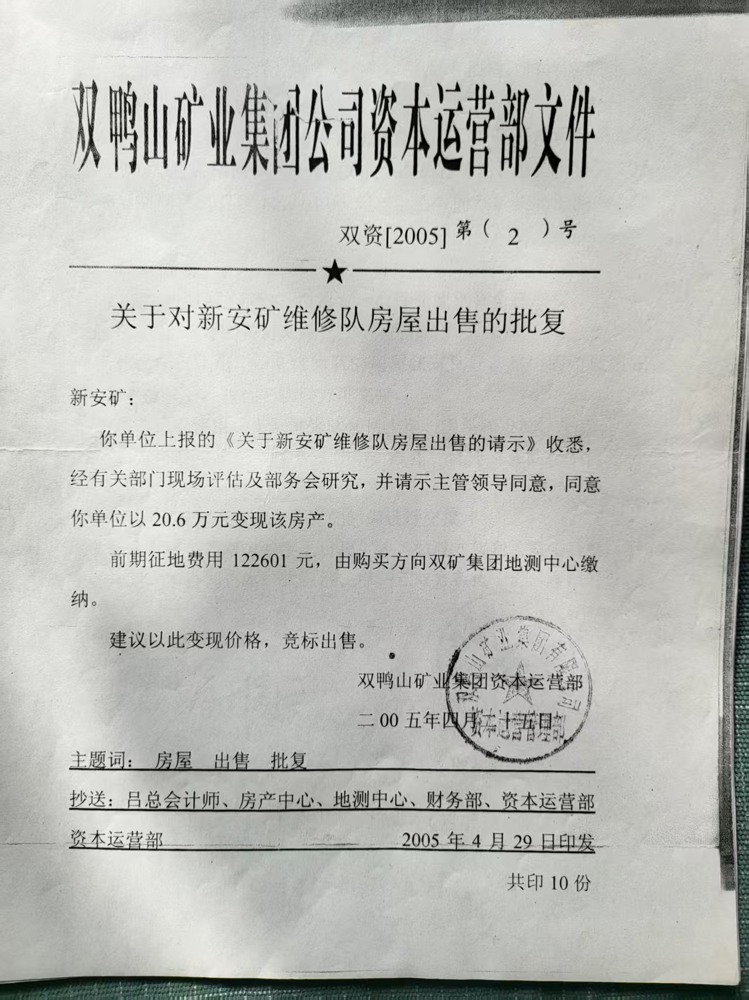 双鸭山矿业集团公司资本运营部文件
双资[2005]第（ 2 ）号
关于对新安矿维修队房屋出售的批复
新安矿：
你单位上报的《关于新安矿维修队房屋出售的请示》收悉，
经有关部门现场评估及部务会研究，并请示主管领导同意，同意
你单位以 20.6 万元变现该房产。
前期征地费用 122601 元，由购买方向双矿集团地测中心缴
纳。
建议以此变现价格，竞标出售。
双鸭山矿业集团有限公司
双鸭山矿业集团资本运营部
二 00 五年四月二十五日
资本运营管理部
主题词： 房屋 出售 批复
抄送：吕总会计师、房产中心、地测中心、财务部、资本运营部
资本运营部 2005 年 4 月 29 日印发
共印 10 份